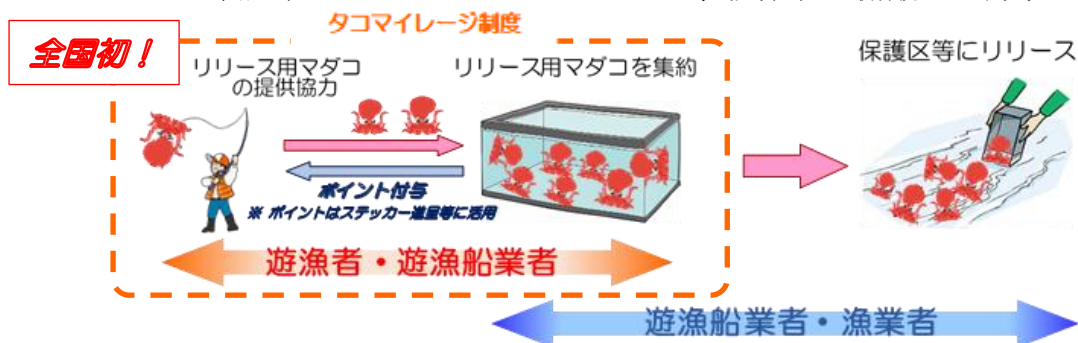 タコマイレージ制度
全国初！
リリース用マダコ
の提供協力
リリース用マダコを集約
保護区等にリリース
ポイント付与
※ ポイントはステッカー進呈等に活用
遊漁者・遊漁船業者
遊漁船業者・漁業者